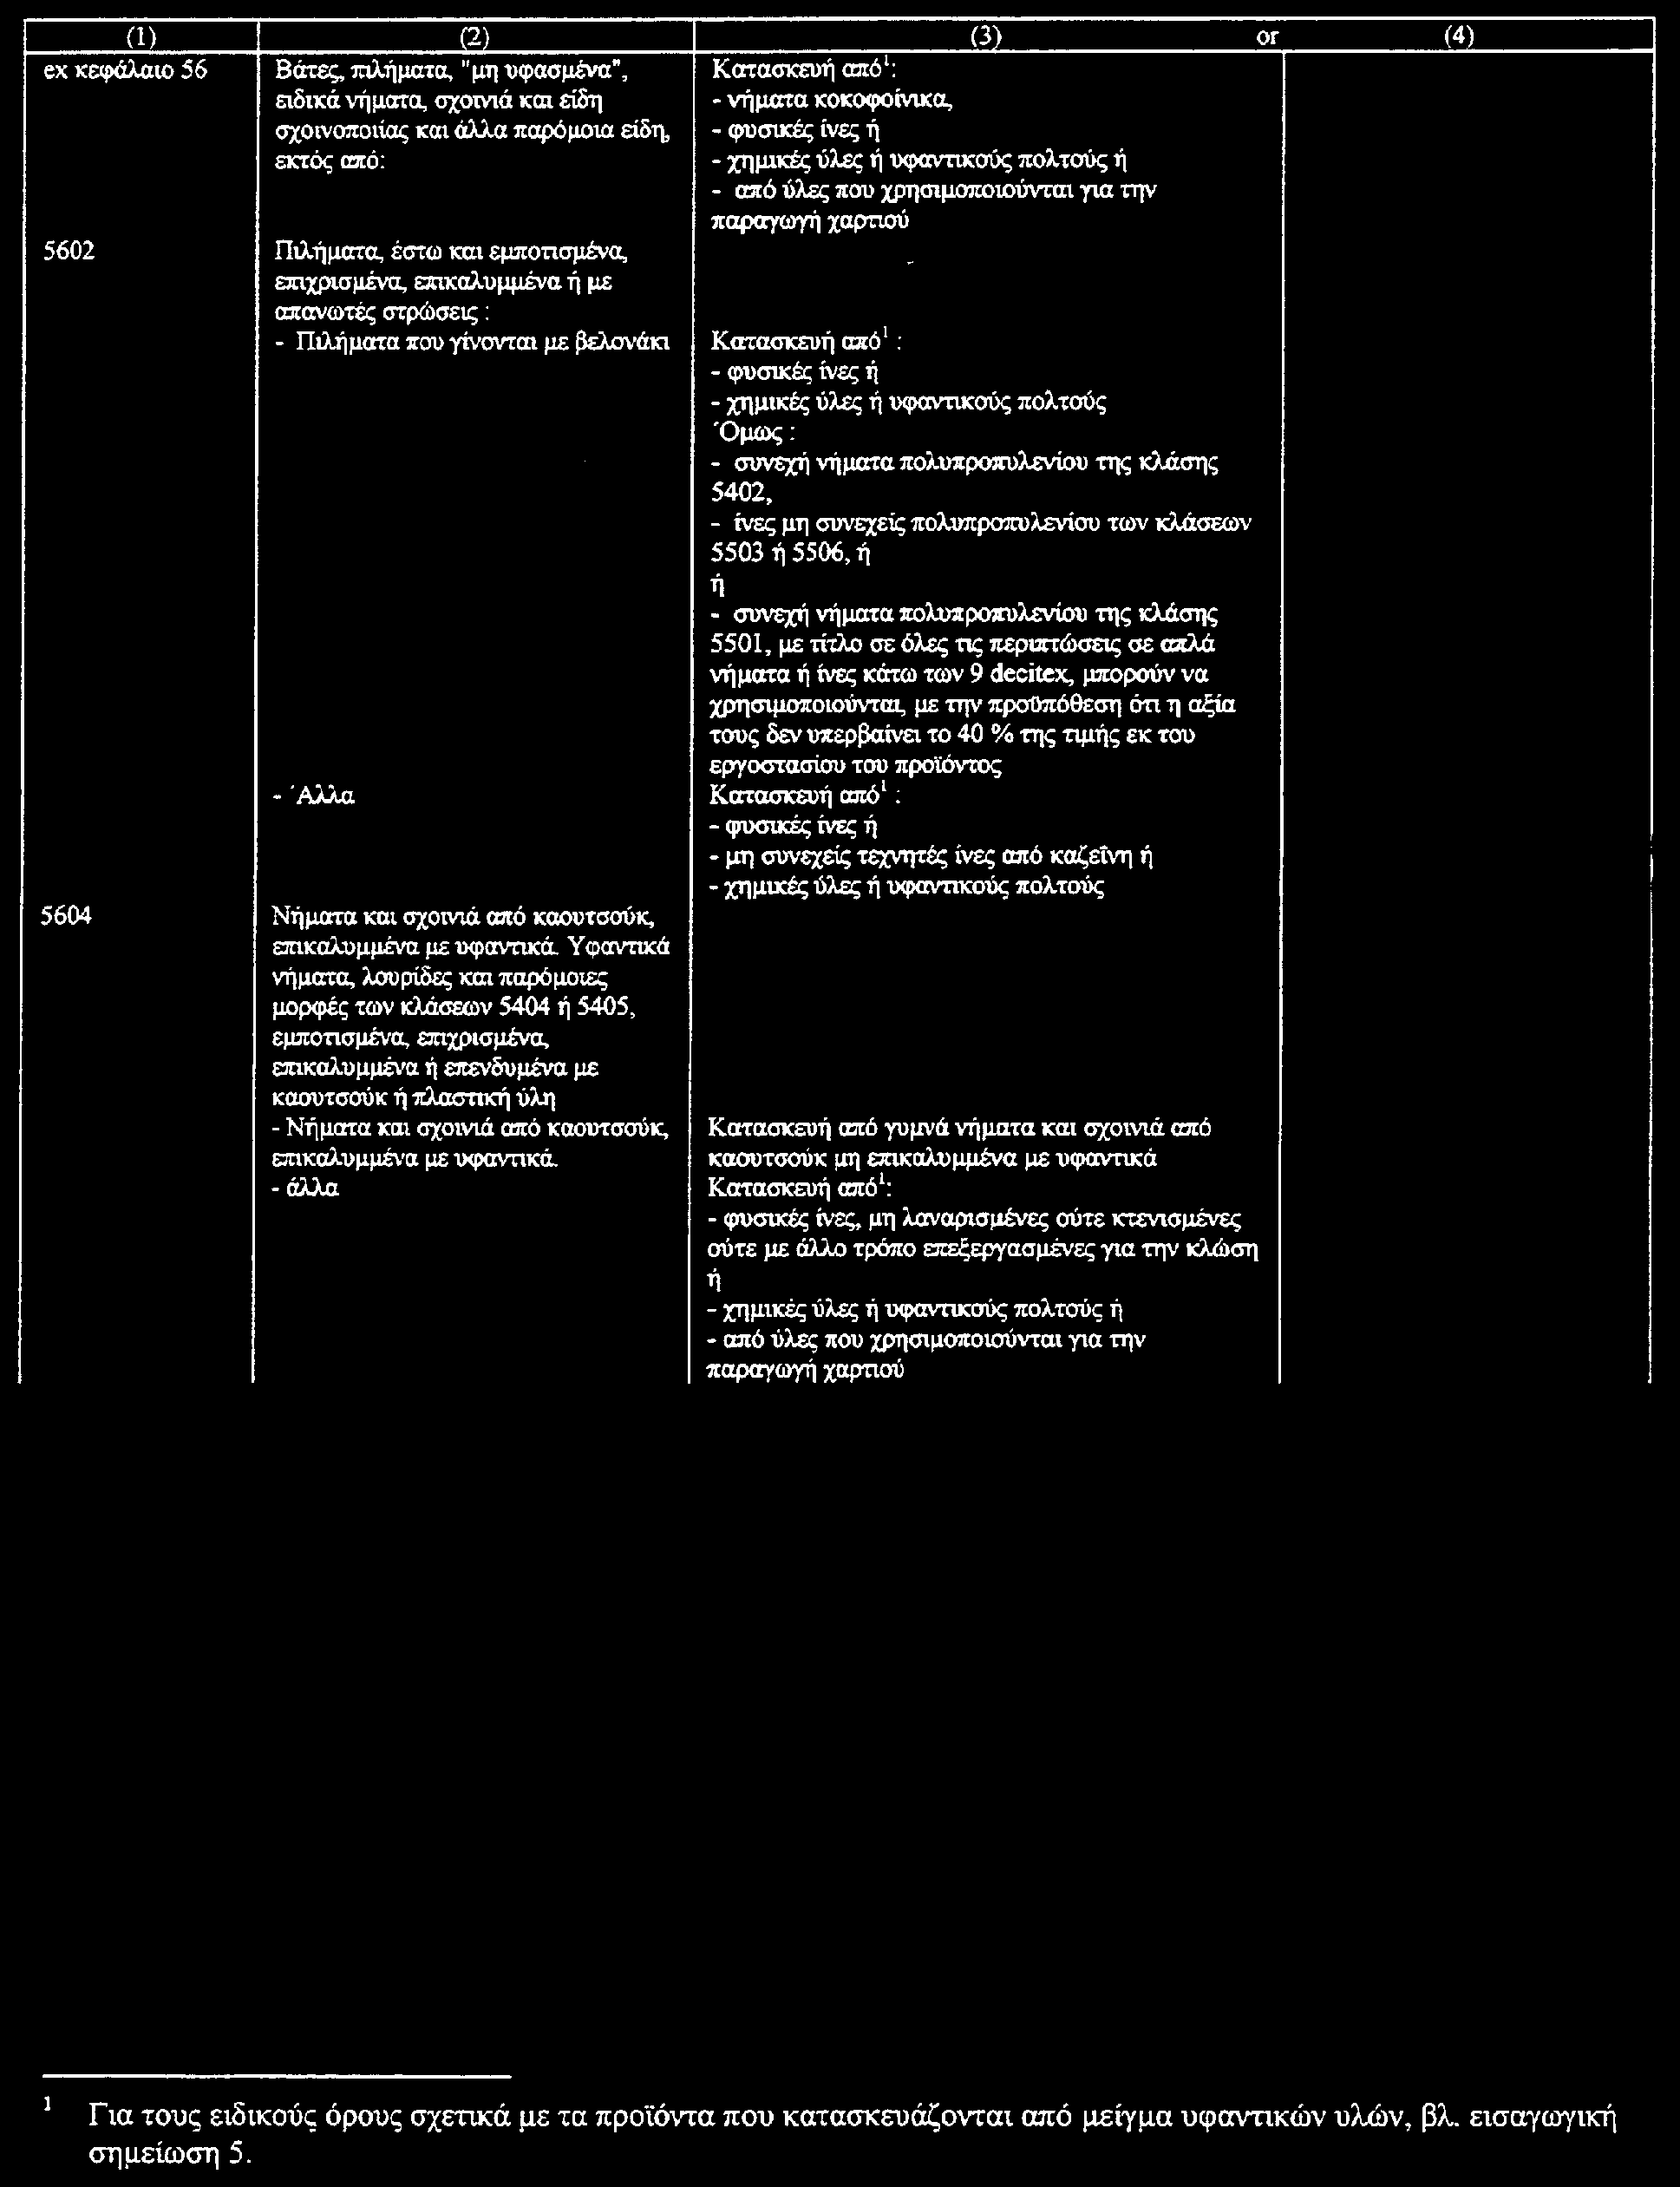 (1) (2) (3) or (4)
ex κεφάλαιο 56
Βάτες, πιλήματα, "μη υφασμένα",
ειδικά νήματα, σχοινιά και είδη
σχοινοποιίας και άλλα παρόμοια είδη,
εκτός από:
Κατασκευή από¹:
- νήματα κοκοφοίνικα,
- φυσικές ίνες ή
- χημικές ύλες ή υφαντικούς πολτούς ή
- από ύλες που χρησιμοποιούνται για την
παραγωγή χαρτιού
5602
Πιλήματα, έστω και εμποτισμένα,
επιχρισμένα, επικαλυμμένα ή με
απανωτές στρώσεις :
- Πιλήματα που γίνονται με βελονάκι
Κατασκευή από¹ :
- φυσικές ίνες ή
- χημικές ύλες ή υφαντικούς πολτούς
Όμως :
- συνεχή νήματα πολυπροπυλενίου της κλάσης
5402,
- ίνες μη συνεχείς πολυπροπυλενίου των κλάσεων
5503 ή 5506, ή
ή
- συνεχή νήματα πολυπροπυλενίου της κλάσης
5501, με τίτλο σε όλες τις περιπτώσεις σε απλά
νήματα ή ίνες κάτω των 9 decitex, μπορούν να
χρησιμοποιούνται, με την προϋπόθεση ότι η αξία
τους δεν υπερβαίνει το 40 % της τιμής εκ του
εργοστασίου του προϊόντος
- Άλλα
Κατασκευή από¹ :
- φυσικές ίνες ή
- μη συνεχείς τεχνητές ίνες από καζεΐνη ή
- χημικές ύλες ή υφαντικούς πολτούς
5604
Νήματα και σχοινιά από καουτσούκ,
επικαλυμμένα με υφαντικά. Υφαντικά
νήματα, λουρίδες και παρόμοιες
μορφές των κλάσεων 5404 ή 5405,
εμποτισμένα, επιχρισμένα,
επικαλυμμένα ή επενδυμένα με
καουτσούκ ή πλαστική ύλη
- Νήματα και σχοινιά από καουτσούκ,
επικαλυμμένα με υφαντικά.
Κατασκευή από γυμνά νήματα και σχοινιά από
καουτσούκ μη επικαλυμμένα με υφαντικά
- άλλα
Κατασκευή από¹:
- φυσικές ίνες, μη λαναρισμένες ούτε κτενισμένες
ούτε με άλλο τρόπο επεξεργασμένες για την κλώση
ή
- χημικές ύλες ή υφαντικούς πολτούς ή
- από ύλες που χρησιμοποιούνται για την
παραγωγή χαρτιού
¹ Για τους ειδικούς όρους σχετικά με τα προϊόντα που κατασκευάζονται από μείγμα υφαντικών υλών, βλ. εισαγωγική
σημείωση 5.